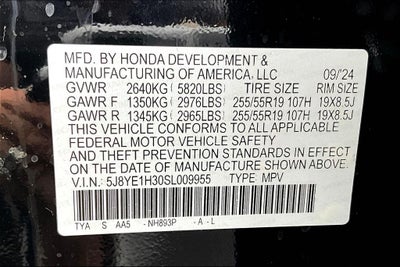 MFD. BY HONDA DEVELOPMENT &
MANUFACTURING OF AMERICA, LLC 09/24
GVWR 2640KG (5820LBS) TIRE SIZE RIM SIZE
GAWR F 1350KG (2976LBS) 255/55R19 107H 19X8.5J
GAWR R 1345KG (2965LBS) 255/55R19 107H 19X8.5J
THIS VEHICLE CONFORMS TO ALL APPLICABLE
FEDERAL MOTOR VEHICLE SAFETY
AND THEFT PREVENTION STANDARDS IN EFFECT
ON THE DATE OF MANUFACTURE SHOWN ABOVE.
V.I.N.: 5J8YE1H30SL009955 TYPE: MPV
TYA S AA5 - NH893P - A - L